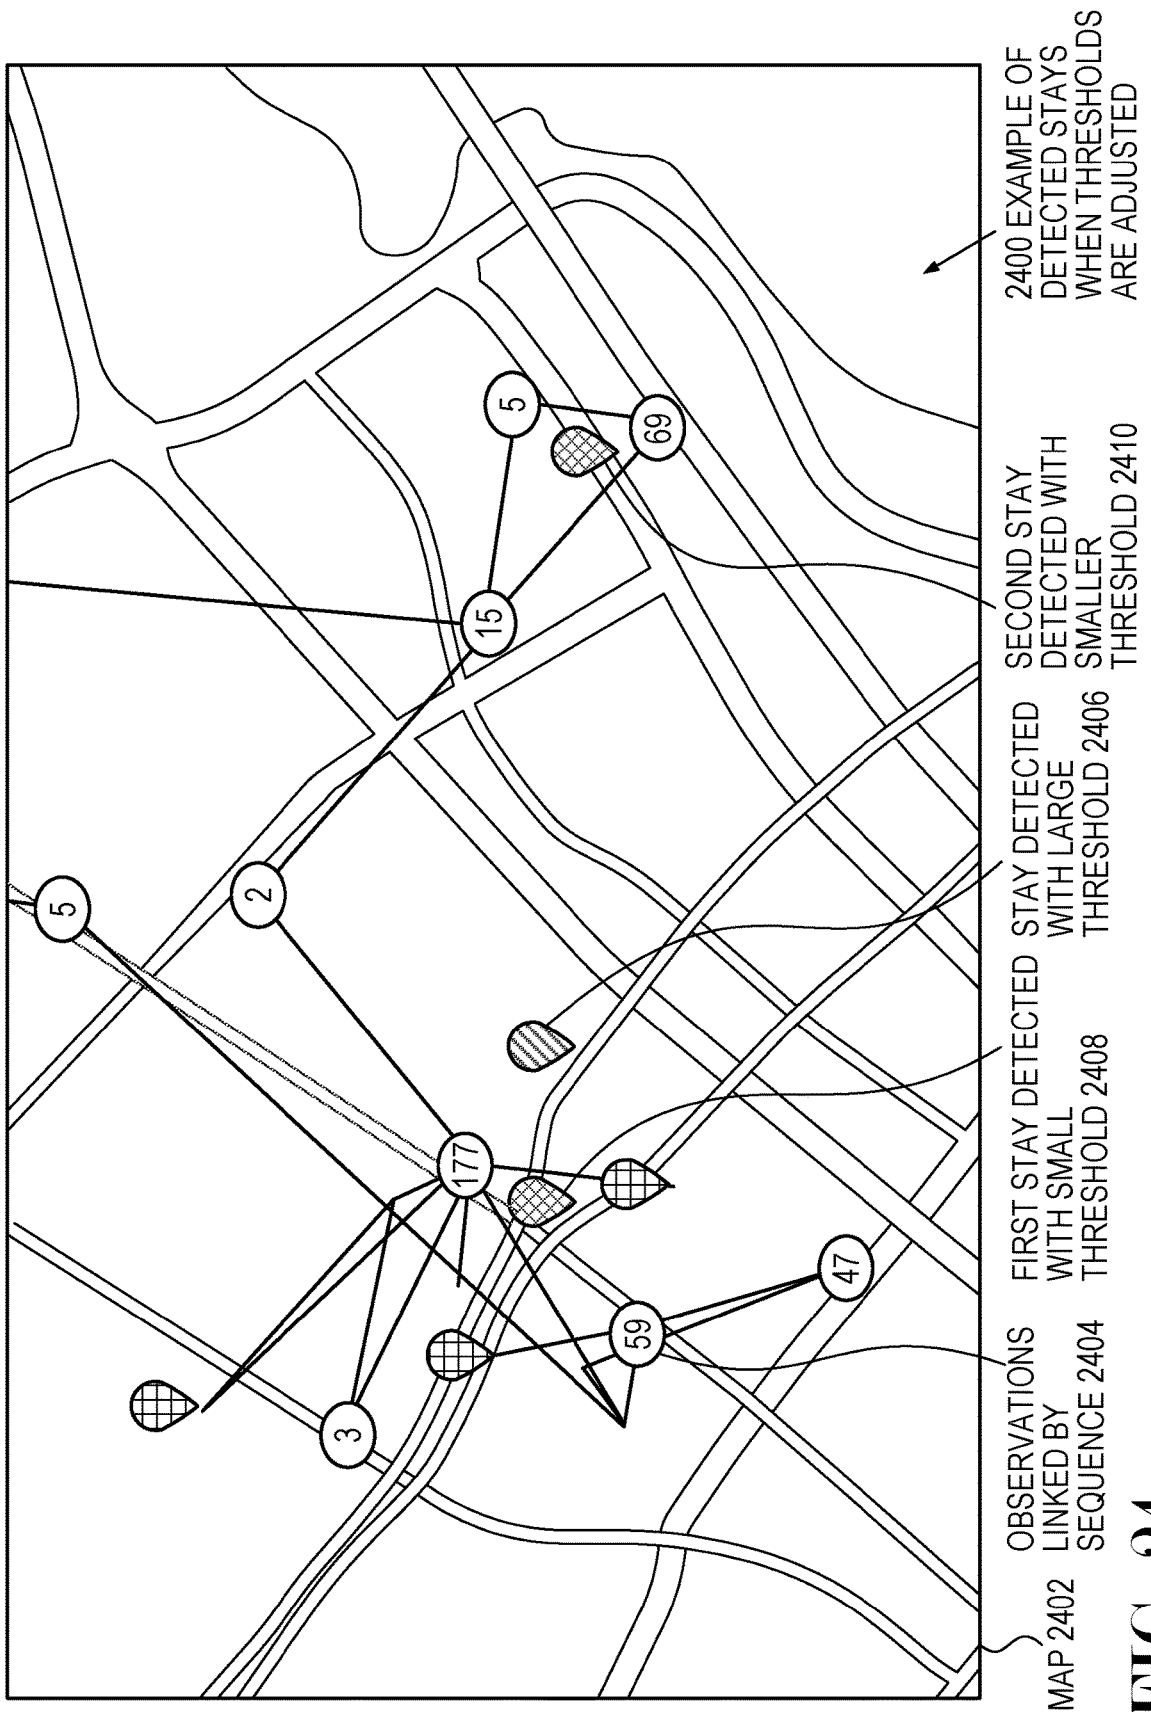 5
2
3
177
15
5
59
69
47
MAP 2402
OBSERVATIONS
LINKED BY
SEQUENCE 2404
FIRST STAY DETECTED
WITH SMALL
THRESHOLD 2408
STAY DETECTED
WITH LARGE
THRESHOLD 2406
SECOND STAY
DETECTED WITH
SMALLER
THRESHOLD 2410
2400 EXAMPLE OF
DETECTED STAYS
WHEN THRESHOLDS
ARE ADJUSTED
FIG. 24